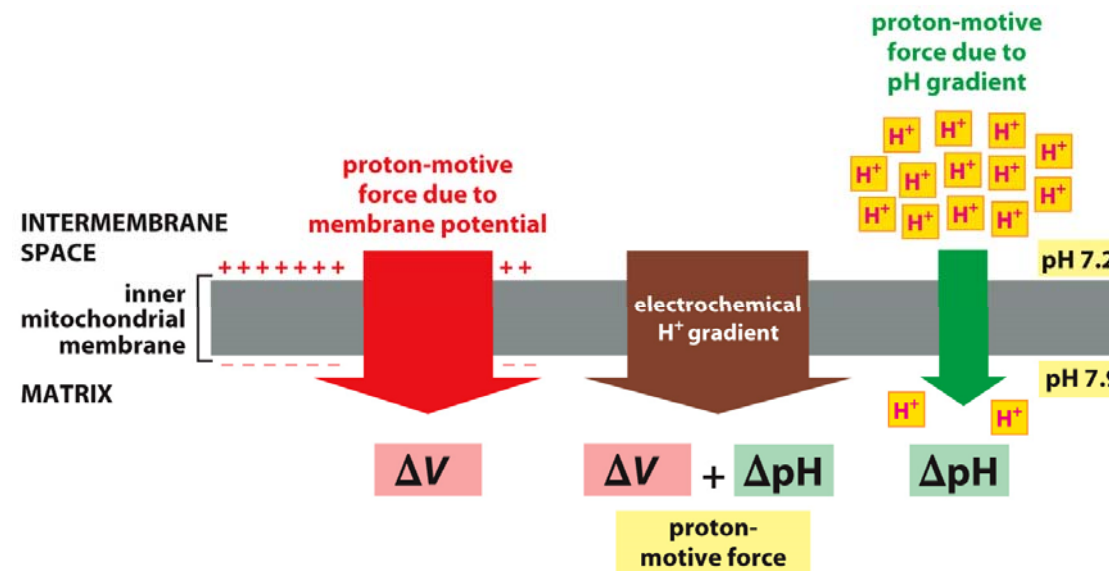 proton-motive
force due to
pH gradient
H⁺ H⁺ H⁺
H⁺
H⁺ H⁺ H⁺ H⁺
H⁺
H⁺ H⁺ H⁺ H⁺
proton-motive
force due to
membrane potential
INTERMEMBRANE
SPACE
+++++++ ++
pH 7.2
inner
mitochondrial
membrane
electrochemical
H⁺ gradient
– – – – – – – – –
MATRIX
pH 7.9
H⁺ H⁺
ΔV
ΔV + ΔpH
ΔpH
proton-
motive force